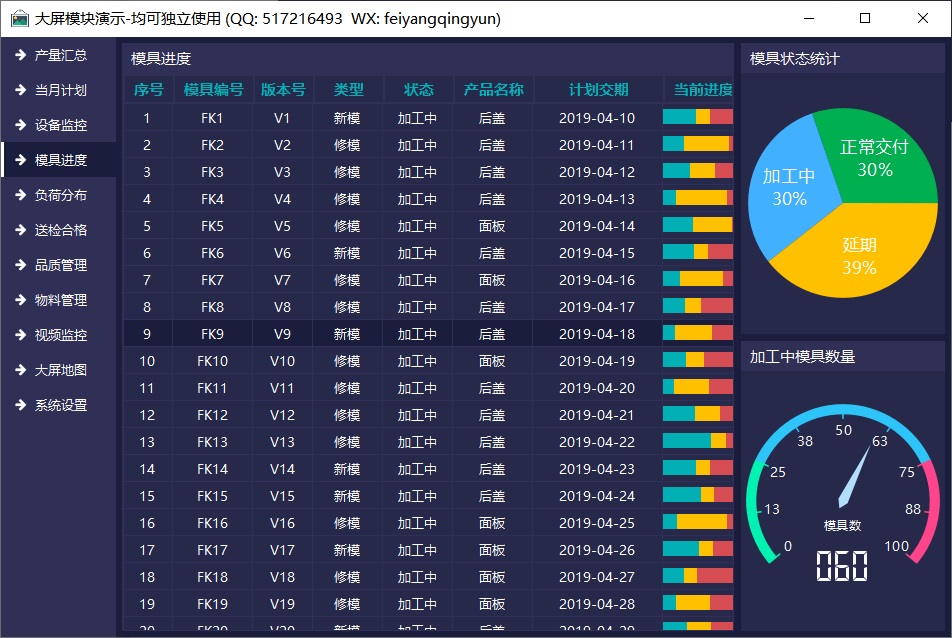 大屏模块演示-均可独立使用 (QQ: 517216493 WX: feiyangqingyun)
产量汇总
当月计划
设备监控
模具进度
负荷分布
送检合格
品质管理
物料管理
视频监控
大屏地图
系统设置
模具进度
序号 模具编号 版本号 类型 状态 产品名称 计划交期 当前进度
1 FK1 V1 新模 加工中 后盖 2019-04-10
2 FK2 V2 修模 加工中 后盖 2019-04-11
3 FK3 V3 修模 加工中 后盖 2019-04-12
4 FK4 V4 修模 加工中 后盖 2019-04-13
5 FK5 V5 修模 加工中 面板 2019-04-14
6 FK6 V6 新模 加工中 后盖 2019-04-15
7 FK7 V7 修模 加工中 面板 2019-04-16
8 FK8 V8 修模 加工中 后盖 2019-04-17
9 FK9 V9 新模 加工中 后盖 2019-04-18
10 FK10 V10 修模 加工中 面板 2019-04-19
11 FK11 V11 新模 加工中 后盖 2019-04-20
12 FK12 V12 修模 加工中 后盖 2019-04-21
13 FK13 V13 修模 加工中 后盖 2019-04-22
14 FK14 V14 新模 加工中 后盖 2019-04-23
15 FK15 V15 新模 加工中 后盖 2019-04-24
16 FK16 V16 修模 加工中 面板 2019-04-25
17 FK17 V17 新模 加工中 面板 2019-04-26
18 FK18 V18 修模 加工中 面板 2019-04-27
19 FK19 V19 修模 加工中 面板 2019-04-28
20 FK20 V20 新模 加工中 后盖 2019-04-29
模具状态统计
正常交付
30%
加工中
30%
延期
39%
加工中模具数量
0
13
25
38
50
63
75
88
100
模具数
060